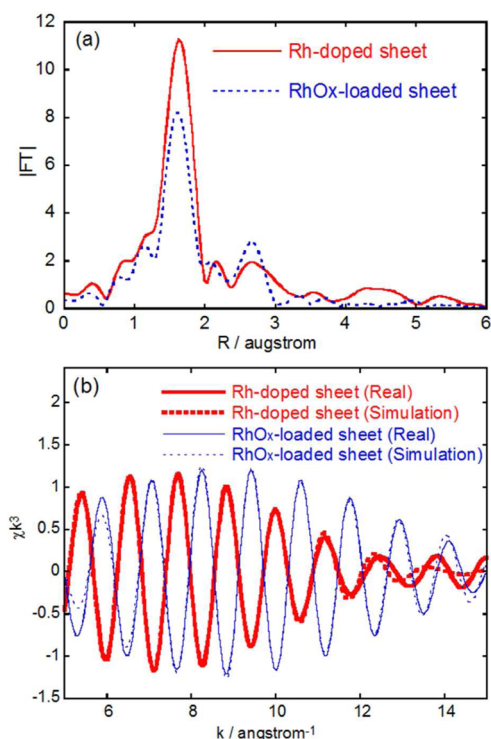 12
(a)
Rh-doped sheet
RhOx-loaded sheet
10
8
6
4
2
0
|FT|
0 1 2 3 4 5 6
R / augstrom
(b)
Rh-doped sheet (Real)
Rh-doped sheet (Simulation)
RhOx-loaded sheet (Real)
RhOx-loaded sheet (Simulation)
2
1.5
1
0.5
0
-0.5
-1
-1.5
χk³
6 8 10 12 14
k / angstrom⁻¹